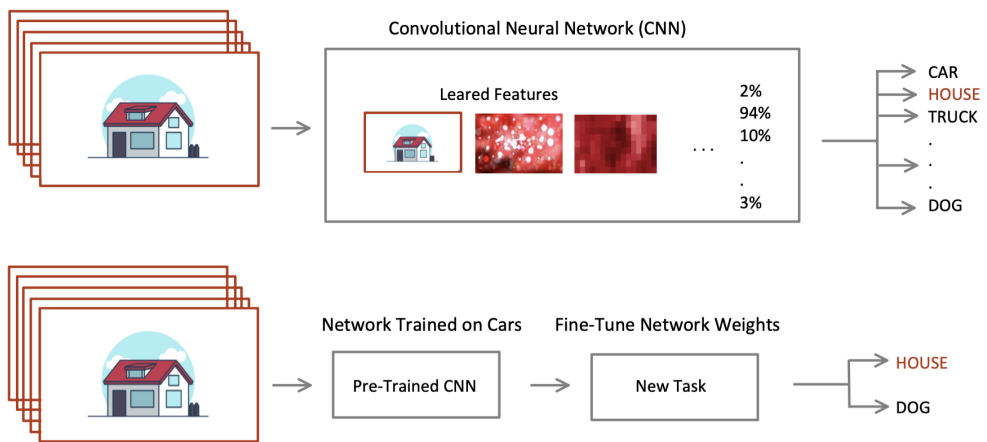 Convolutional Neural Network (CNN)
Leared Features
. . .
2%
94%
10%
.
.
3%
CAR
HOUSE
TRUCK
.
.
.
DOG
Network Trained on Cars
Fine-Tune Network Weights
Pre-Trained CNN
New Task
HOUSE
DOG